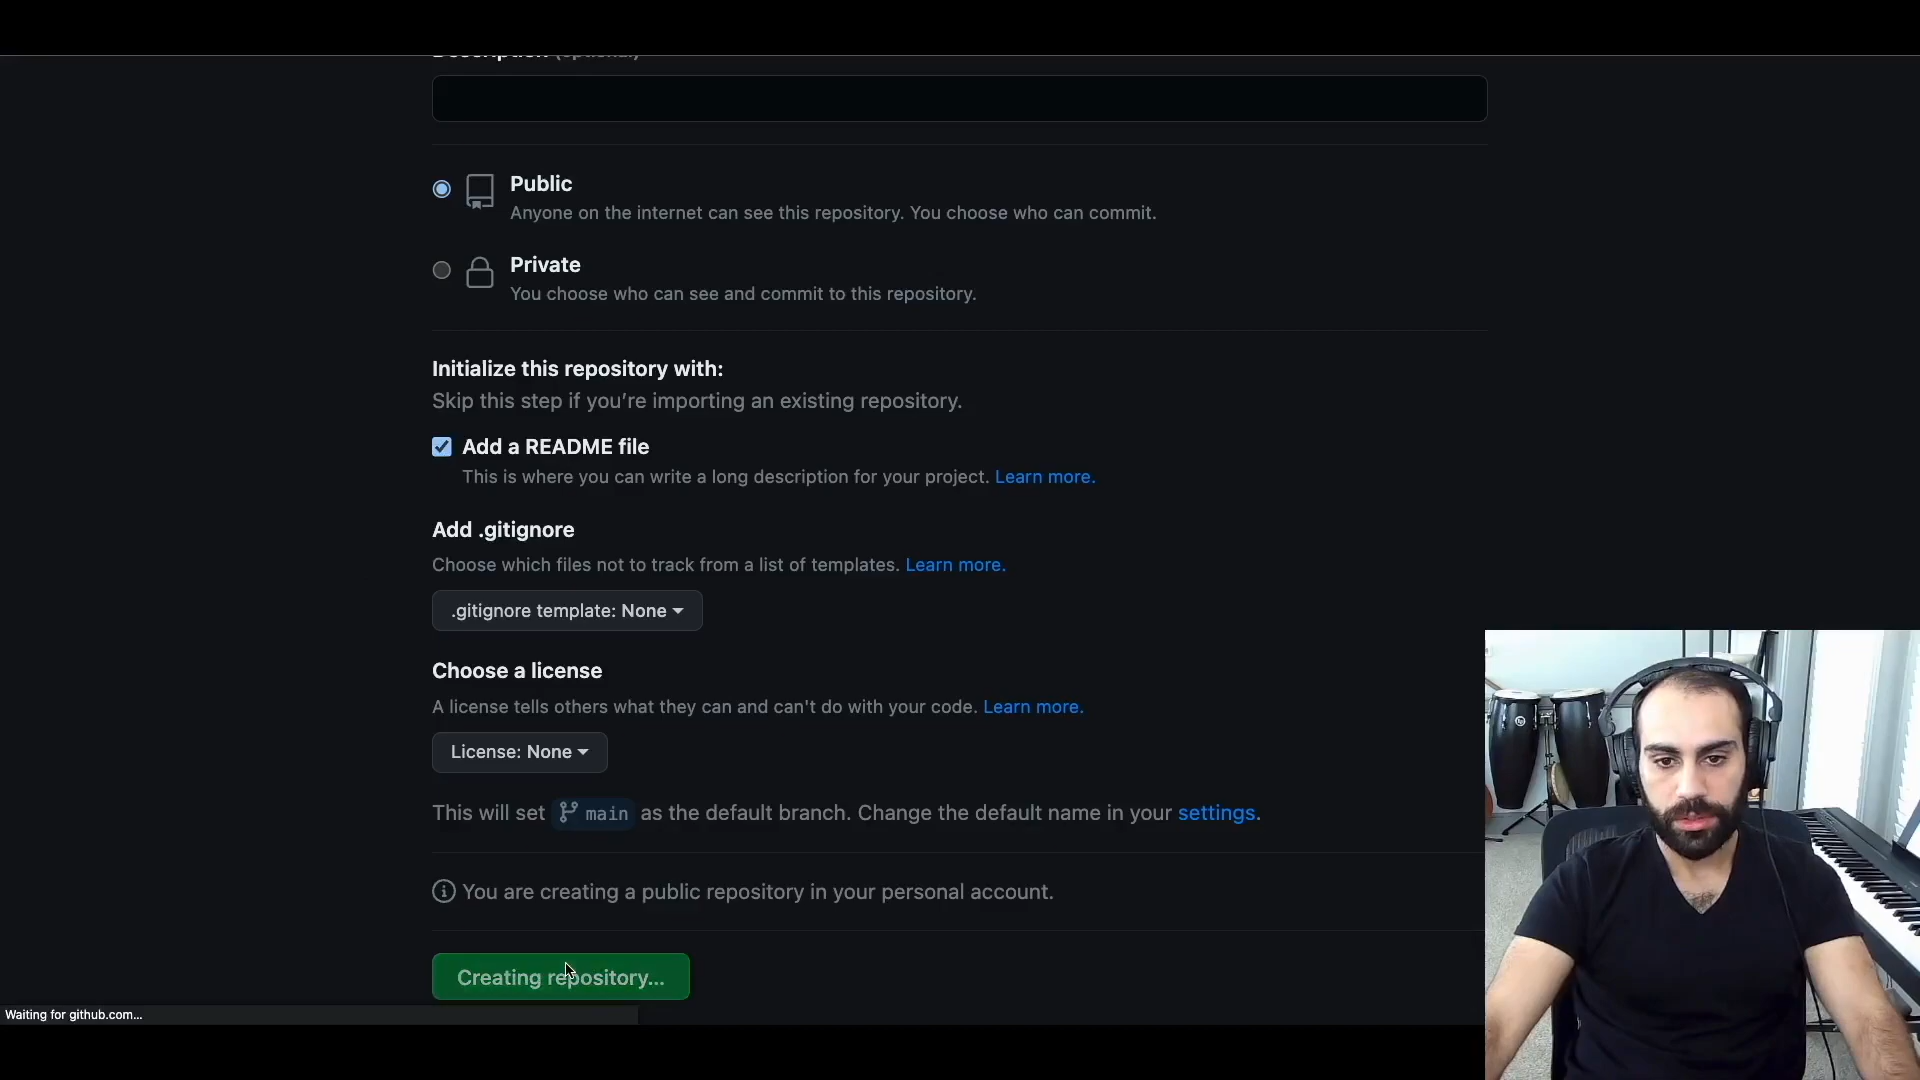 Description (optional)
Public
Anyone on the internet can see this repository. You choose who can commit.
Private
You choose who can see and commit to this repository.
Initialize this repository with:
Skip this step if you’re importing an existing repository.
Add a README file
This is where you can write a long description for your project. Learn more.
Add .gitignore
Choose which files not to track from a list of templates. Learn more.
.gitignore template: None
Choose a license
A license tells others what they can and can't do with your code. Learn more.
License: None
This will set main as the default branch. Change the default name in your settings.
You are creating a public repository in your personal account.
Creating repository...
Waiting for github.com...